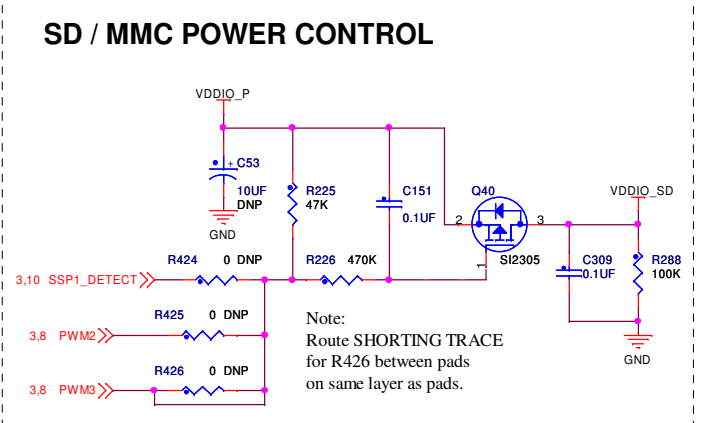 SD / MMC POWER CONTROL
VDDIO_P
C53
+
10UF
DNP
GND
R225
47K
C151
0.1UF
Q40
2
3
1
SI2305
VDDIO_SD
C309
0.1UF
R288
100K
GND
R424 0 DNP
R226 470K
3,10 SSP1_DETECT
R425 0 DNP
3,8 PWM2
R426 0 DNP
3,8 PWM3
Note:
Route SHORTING TRACE
for R426 between pads
on same layer as pads.